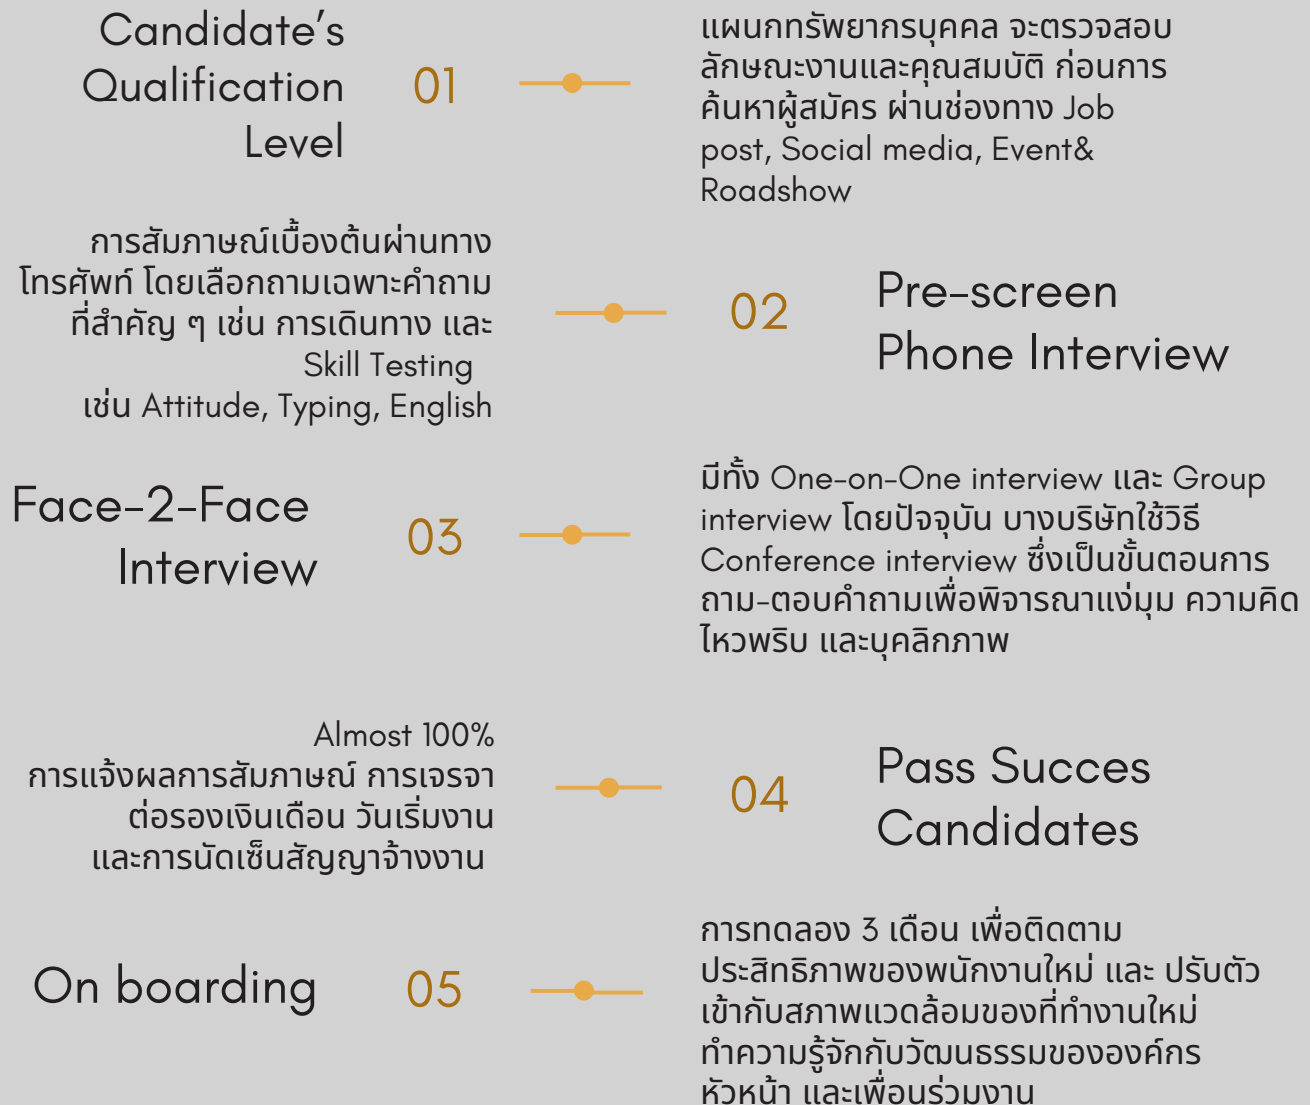 Candidate's
Qualification
Level
01
แผนกทรัพยากรบุคคล จะตรวจสอบ
ลักษณะงานและคุณสมบัติ ก่อนการ
ค้นหาผู้สมัคร ผ่านช่องทาง Job
post, Social media, Event&
Roadshow
การสัมภาษณ์เบื้องต้นผ่านทาง
โทรศัพท์ โดยเลือกถามเฉพาะคำถาม
ที่สำคัญ ๆ เช่น การเดินทาง และ
Skill Testing
เช่น Attitude, Typing, English
02
Pre-screen
Phone Interview
Face-2-Face
Interview
03
มีทั้ง One-on-One interview และ Group
interview โดยปัจจุบัน บางบริษัทใช้วิธี
Conference interview ซึ่งเป็นขั้นตอนการ
ถาม-ตอบคำถามเพื่อพิจารณาแง่มุม ความคิด
ไหวพริบ และบุคลิกภาพ
Almost 100%
การแจ้งผลการสัมภาษณ์ การเจรจา
ต่อรองเงินเดือน วันเริ่มงาน
และการนัดเซ็นสัญญาจ้างงาน
04
Pass Succes
Candidates
On boarding
05
การทดลอง 3 เดือน เพื่อติดตาม
ประสิทธิภาพของพนักงานใหม่ และ ปรับตัว
เข้ากับสภาพแวดล้อมของที่ทำงานใหม่
ทำความรู้จักกับวัฒนธรรมขององค์กร
หัวหน้า และเพื่อนร่วมงาน